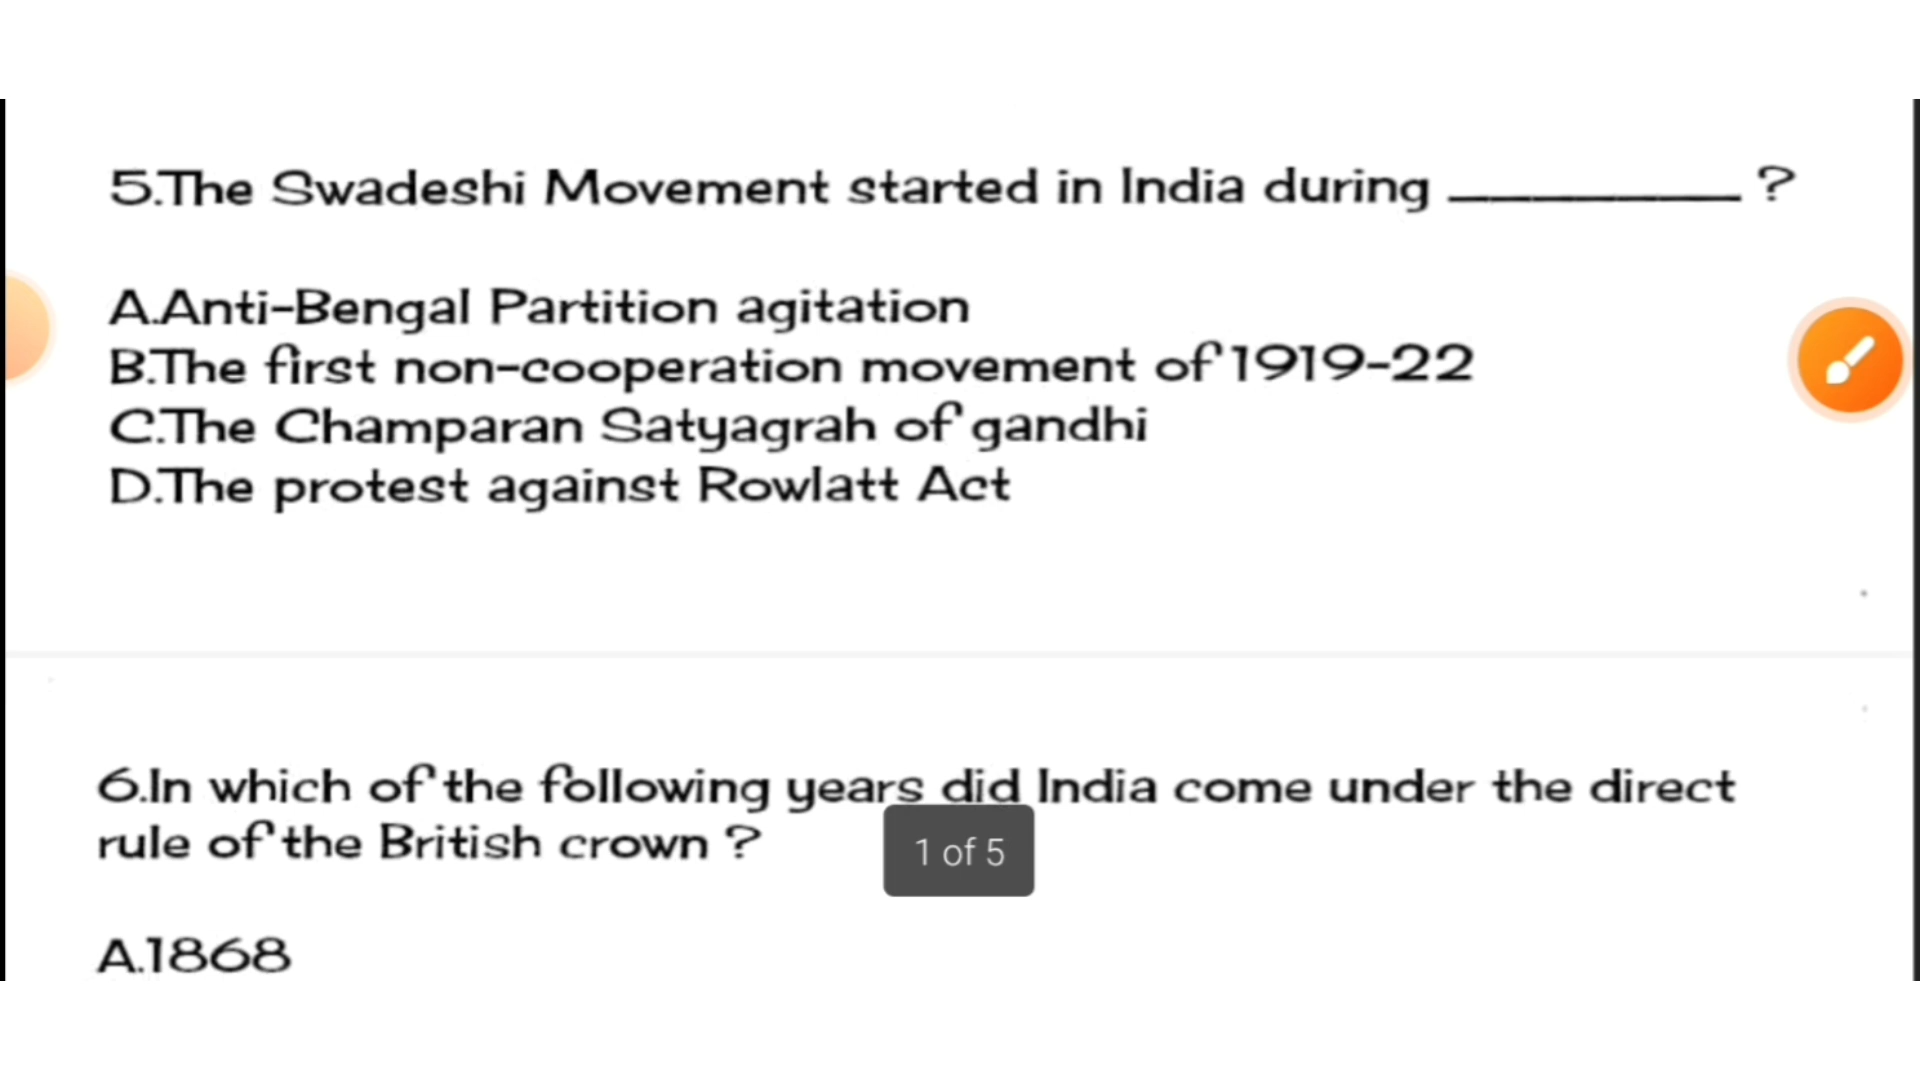 5.The Swadeshi Movement started in India during _______ ?
A.Anti-Bengal Partition agitation
B.The first non-cooperation movement of 1919-22
C.The Champaran Satyagrah of gandhi
D.The protest against Rowlatt Act
6.In which of the following years did India come under the direct
rule of the British crown ?
1 of 5
A.1868